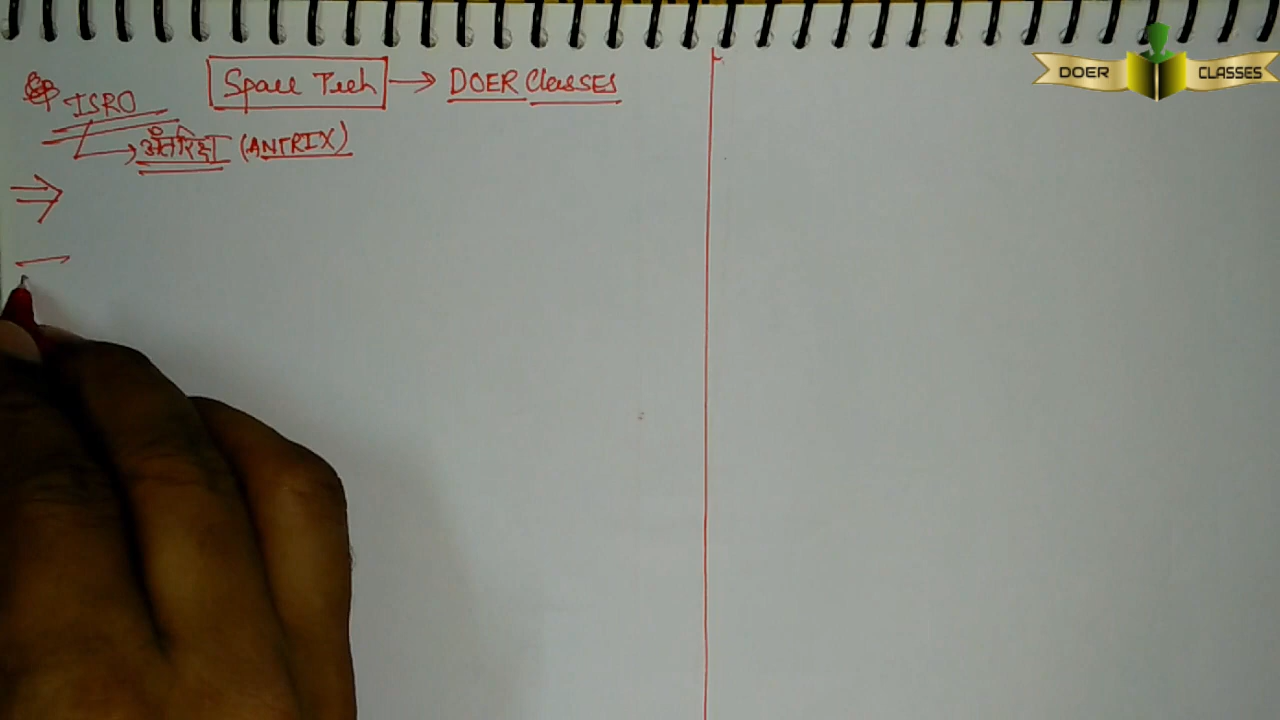 Space Tech → DOER Classes
ISRO
अंतरिक्ष (ANTRIX)
DOER CLASSES